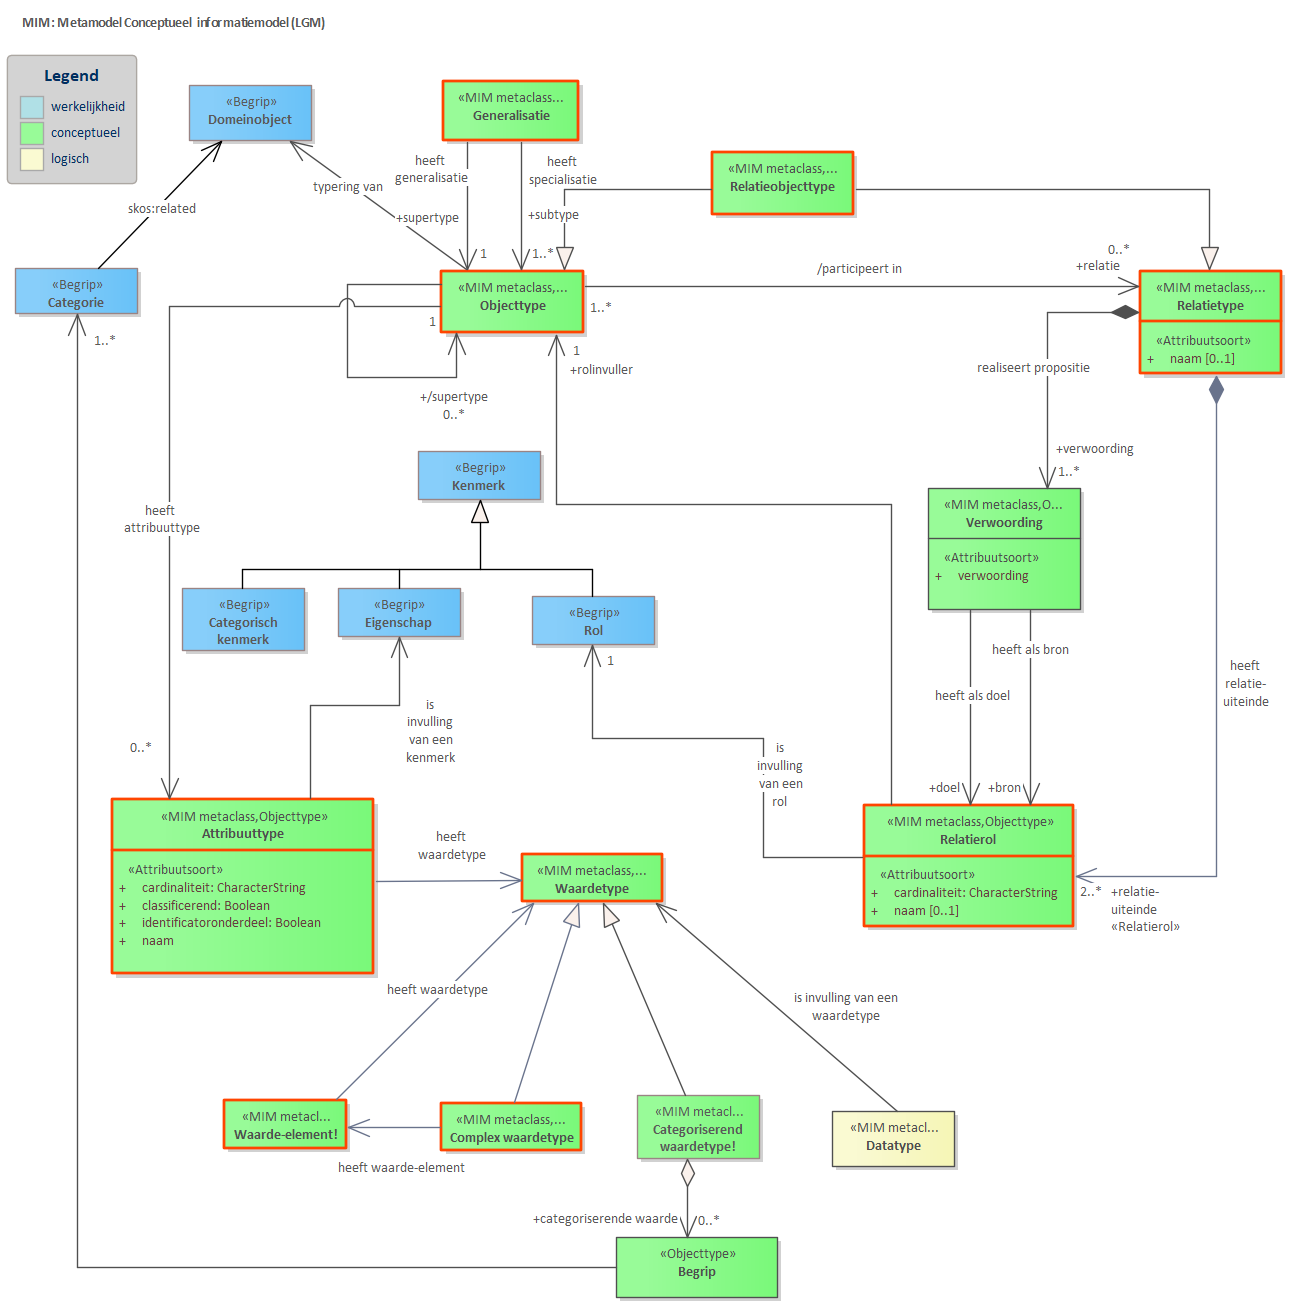 MIM: Metamodel Conceptueel informatiemodel (LGM)
Legend
werkelijkheid
conceptueel
logisch
«Begrip»
Domeinobject
«MIM metaclass...
Generalisatie
«MIM metaclass,...
Relatieobjecttype
heeft
generalisatie
heeft
specialisatie
typering van
+supertype
+subtype
skos:related
1
1..*
0..*
+relatie
/participeert in
«Begrip»
Categorie
1..*
«MIM metaclass,...
Objecttype
1
1..*
«MIM metaclass,...
Relatietype
«Attribuutsoort»
+ naam [0..1]
1
+rolinvuller
+/supertype
0..*
realiseert propositie
+verwoording
1..*
«Begrip»
Kenmerk
heeft
attribuuttype
«MIM metaclass,O...
Verwoording
«Attribuutsoort»
+ verwoording
«Begrip»
Categorisch
kenmerk
«Begrip»
Eigenschap
«Begrip»
Rol
1
heeft als bron
heeft als doel
heeft
relatie-
uiteinde
is
invulling
van een
kenmerk
0..*
is
invulling
van een
rol
+doel
+bron
«MIM metaclass,Objecttype»
Attribuuttype
«Attribuutsoort»
+ cardinaliteit: CharacterString
+ classificerend: Boolean
+ identificatoronderdeel: Boolean
+ naam
heeft
waardetype
«MIM metaclass,...
Waardetype
«MIM metaclass,Objecttype»
Relatierol
«Attribuutsoort»
+ cardinaliteit: CharacterString
+ naam [0..1]
2..*
+relatie-
uiteinde
«Relatierol»
heeft waardetype
is invulling van een
waardetype
«MIM metacl...
Waarde-element!
«MIM metaclass,...
Complex waardetype
«MIM metacl...
Categoriserend
waardetype!
«MIM metacl...
Datatype
heeft waarde-element
+categoriserende waarde
0..*
«Objecttype»
Begrip